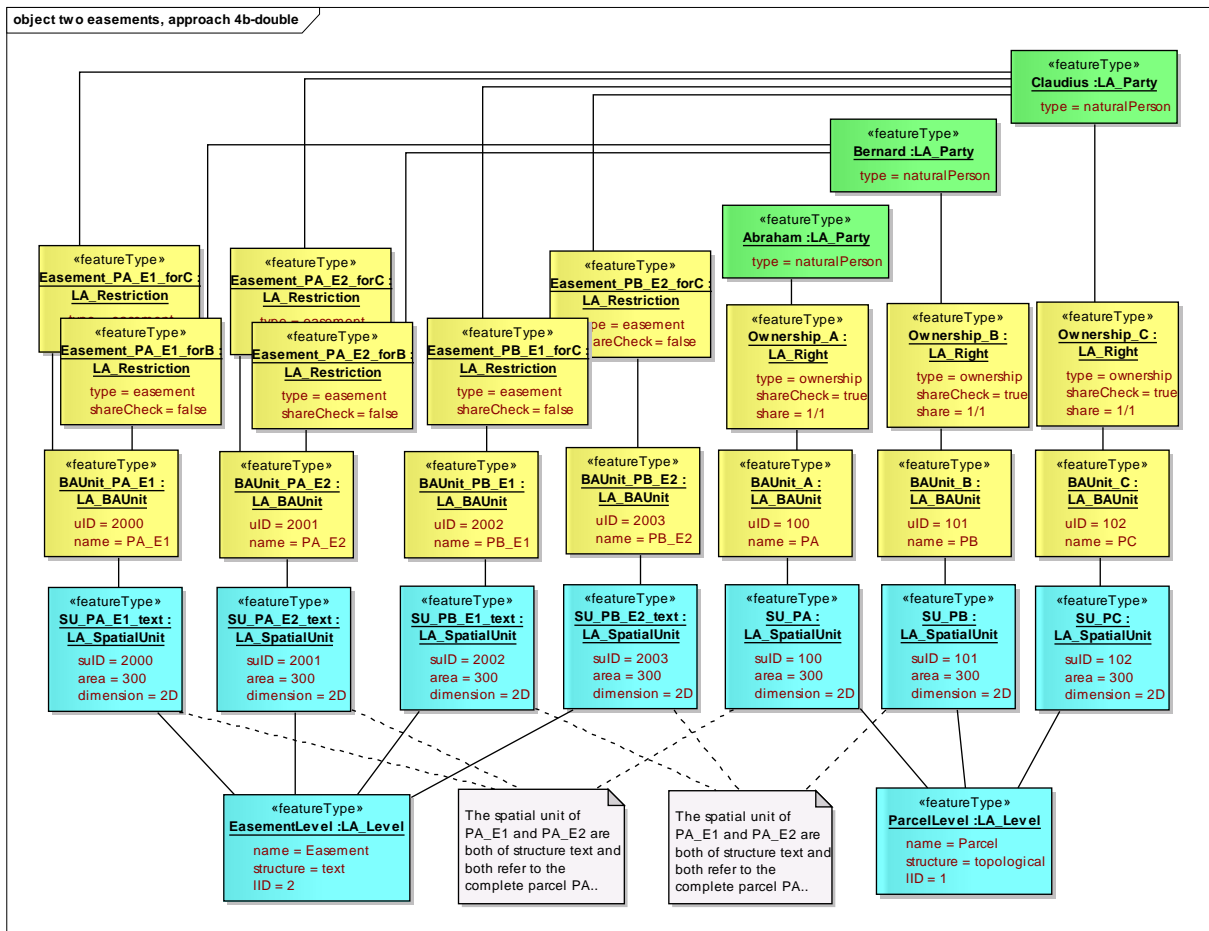 object two easements, approach 4b-double
«featureType»
Claudius :LA_Party
type = naturalPerson
«featureType»
Bernard :LA_Party
type = naturalPerson
«featureType»
Abraham :LA_Party
type = naturalPerson
«featureType»
Easement_PA_E1_forC :
LA_Restriction
type = easement
«featureType»
Easement_PA_E1_forB :
LA_Restriction
type = easement
shareCheck = false
«featureType»
Easement_PA_E2_forC :
LA_Restriction
type = easement
«featureType»
Easement_PA_E2_forB :
LA_Restriction
type = easement
shareCheck = false
«featureType»
Easement_PB_E1_forC :
LA_Restriction
type = easement
shareCheck = false
«featureType»
Easement_PB_E2_forC :
LA_Restriction
ype = easement
areCheck = false
«featureType»
Ownership_A :
LA_Right
type = ownership
shareCheck = true
share = 1/1
«featureType»
Ownership_B :
LA_Right
type = ownership
shareCheck = true
share = 1/1
«featureType»
Ownership_C :
LA_Right
type = ownership
shareCheck = true
share = 1/1
«featureType»
BAUnit_PA_E1 :
LA_BAUnit
uID = 2000
name = PA_E1
«featureType»
BAUnit_PA_E2 :
LA_BAUnit
uID = 2001
name = PA_E2
«featureType»
BAUnit_PB_E1 :
LA_BAUnit
uID = 2002
name = PB_E1
«featureType»
BAUnit_PB_E2 :
LA_BAUnit
uID = 2003
name = PB_E2
«featureType»
BAUnit_A :
LA_BAUnit
uID = 100
name = PA
«featureType»
BAUnit_B :
LA_BAUnit
uID = 101
name = PB
«featureType»
BAUnit_C :
LA_BAUnit
uID = 102
name = PC
«featureType»
SU_PA_E1_text :
LA_SpatialUnit
suID = 2000
area = 300
dimension = 2D
«featureType»
SU_PA_E2_text :
LA_SpatialUnit
suID = 2001
area = 300
dimension = 2D
«featureType»
SU_PB_E1_text :
LA_SpatialUnit
suID = 2002
area = 300
dimension = 2D
«featureType»
SU_PB_E2_text :
LA_SpatialUnit
suID = 2003
area = 300
dimension = 2D
«featureType»
SU_PA :
LA_SpatialUnit
suID = 100
area = 300
dimension = 2D
«featureType»
SU_PB :
LA_SpatialUnit
suID = 101
area = 300
dimension = 2D
«featureType»
SU_PC :
LA_SpatialUnit
suID = 102
area = 300
dimension = 2D
«featureType»
EasementLevel :LA_Level
name = Easement
structure = text
lID = 2
The spatial unit of
PA_E1 and PA_E2 are
both of structure text and
both refer to the
complete parcel PA..
The spatial unit of
PA_E1 and PA_E2 are
both of structure text and
both refer to the
complete parcel PA..
«featureType»
ParcelLevel :LA_Level
name = Parcel
structure = topological
lID = 1